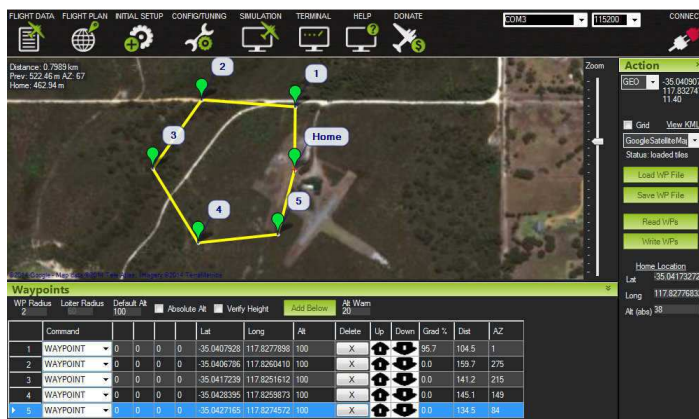 FLIGHT DATA FLIGHT PLAN INITIAL SETUP CONFIG/TUNING SIMULATION TERMINAL HELP DONATE COM3 115200 CONNEC
Distance: 0.7989 km
Prev: 522.46 m AZ: 67
Home: 462.94 m
2
1
3
Home
4
5
Zoom
Action
GEO -35.040907
117.83274
11.40
Grid View KML
GoogleSatelliteMap
Status: loaded tiles
Load WP File
Save WP File
Read WPs
Write WPs
Home Location
Lat -35.04173272
Long 117.8277683
Alt (abs) 38
Waypoints
WP Radius Loiter Radius Default Alt Alt Warn
2 100 Absolute Alt Verify Height Add Below 20
Command Lat Long Alt Delete Up Down Grad % Dist AZ
1 WAYPOINT 0 0 0 0 -35.0407928 117.8277898 100 X 95.7 104.5 1
2 WAYPOINT 0 0 0 0 -35.0406786 117.8260410 100 X 0.0 159.7 275
3 WAYPOINT 0 0 0 0 -35.0417239 117.8251612 100 X 0.0 141.2 215
4 WAYPOINT 0 0 0 0 -35.0428395 117.8259873 100 X 0.0 145.1 149
5 WAYPOINT 0 0 0 0 -35.0427165 117.8274572 100 X 0.0 134.5 84